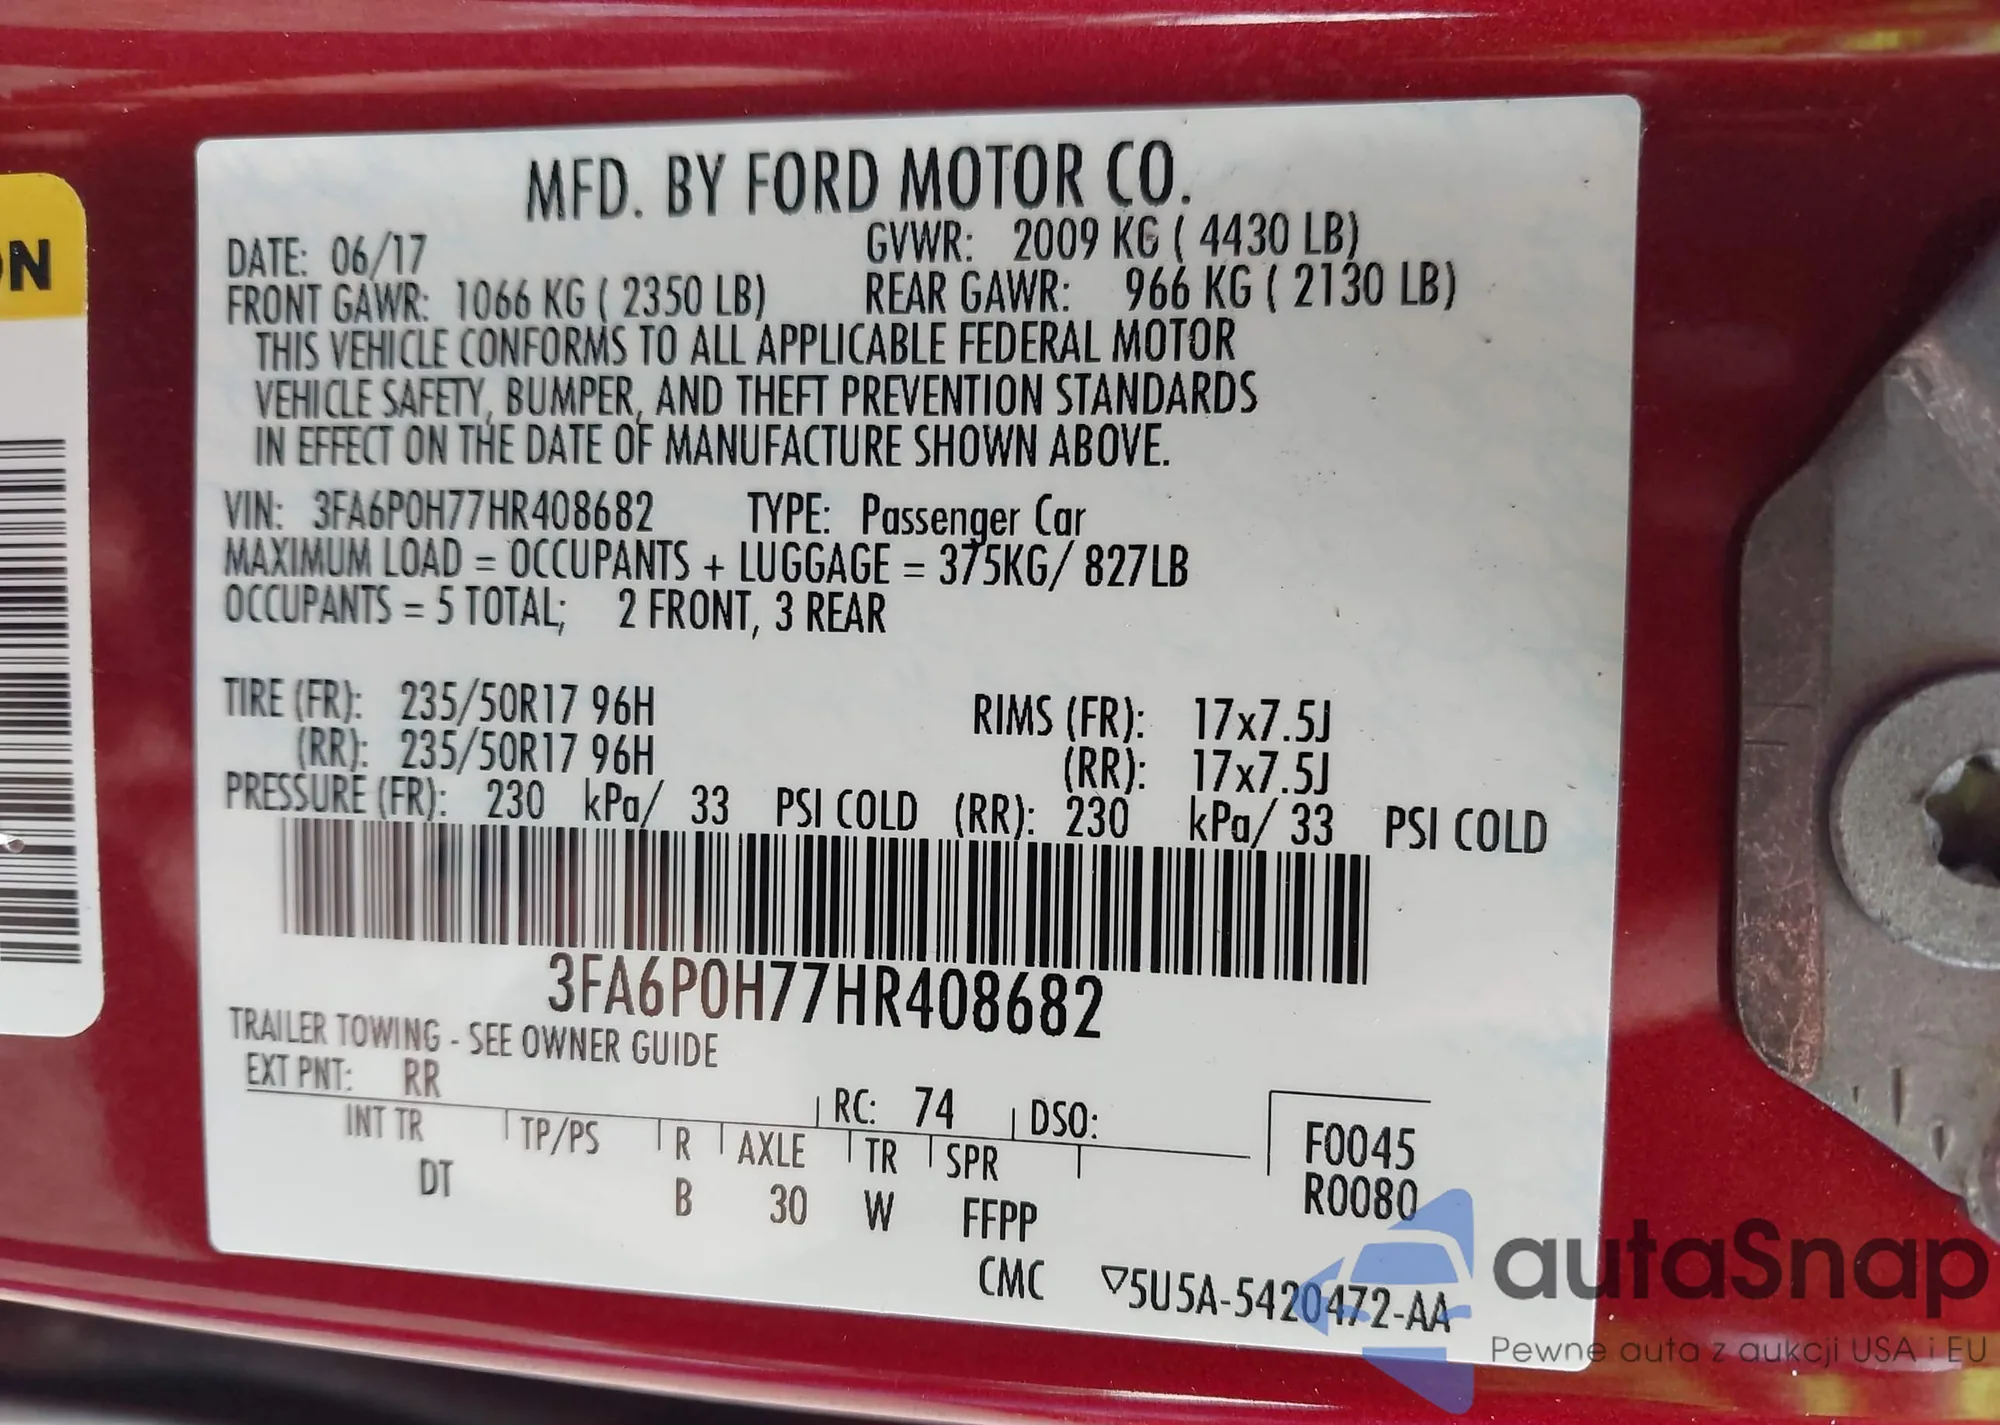 ON
MFD. BY FORD MOTOR CO.
DATE: 06/17 GVWR: 2009 KG ( 4430 LB)
FRONT GAWR: 1066 KG ( 2350 LB) REAR GAWR: 966 KG ( 2130 LB)
THIS VEHICLE CONFORMS TO ALL APPLICABLE FEDERAL MOTOR
VEHICLE SAFETY, BUMPER, AND THEFT PREVENTION STANDARDS
IN EFFECT ON THE DATE OF MANUFACTURE SHOWN ABOVE.
VIN: 3FA6P0H77HR408682 TYPE: Passenger Car
MAXIMUM LOAD = OCCUPANTS + LUGGAGE = 375KG/ 827LB
OCCUPANTS = 5 TOTAL; 2 FRONT, 3 REAR
TIRE (FR): 235/50R17 96H RIMS (FR): 17x7.5J
(RR): 235/50R17 96H (RR): 17x7.5J
PRESSURE (FR): 230 kPa/ 33 PSI COLD (RR): 230 kPa/ 33 PSI COLD
3FA6P0H77HR408682
TRAILER TOWING - SEE OWNER GUIDE
EXT PNT: RR RC: 74 DSO:
INT TR TP/PS R AXLE TR SPR F0045
DT B 30 W FFPP R0080
CMC ▽5U5A-5420472-AA
autaSnap
Pewne auta z aukcji USA i EU